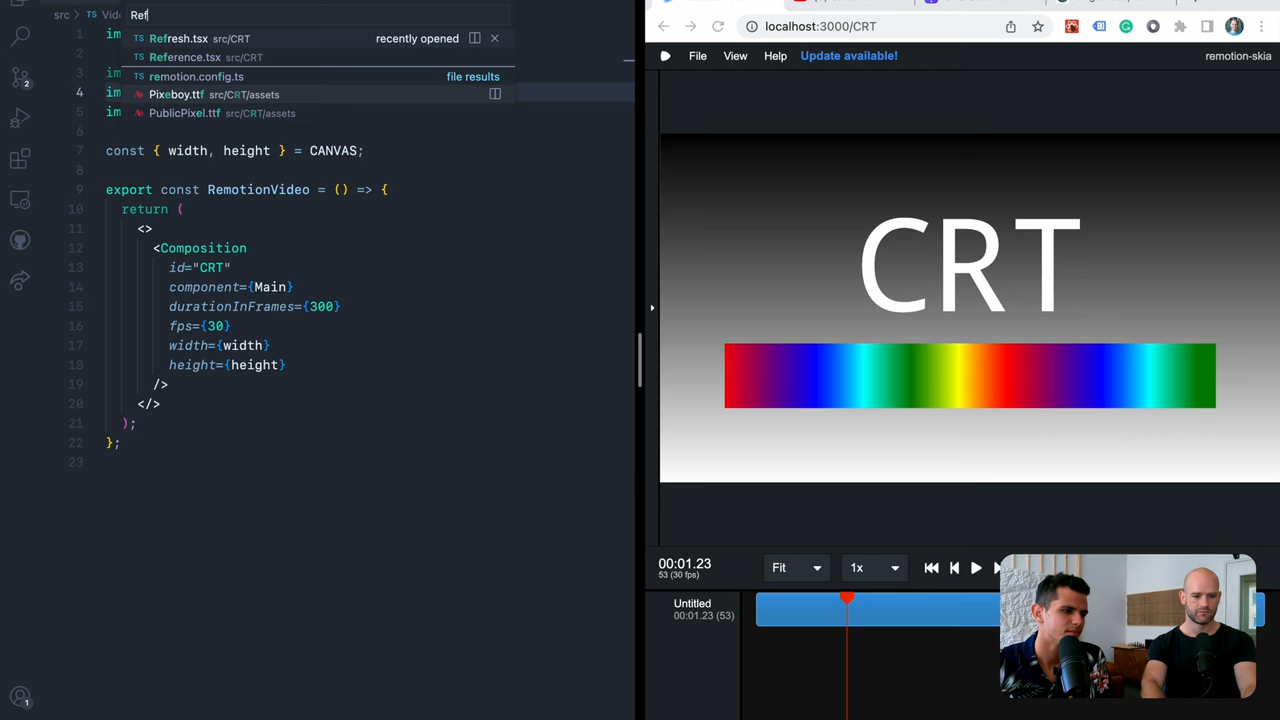 src > Vid
Ref
Refresh.tsx src/CRT recently opened
Reference.tsx src/CRT
remotion.config.ts file results
Pixeboy.ttf src/CRT/assets
PublicPixel.ttf src/CRT/assets
1 im
2
3 im
4 im
5 im
6
7 const { width, height } = CANVAS;
8
9 export const RemotionVideo = () => {
10 return (
11 <>
12 <Composition
13 id="CRT"
14 component={Main}
15 durationInFrames={300}
16 fps={30}
17 width={width}
18 height={height}
19 />
20 </>
21 );
22 };
23
2
1
localhost:3000/CRT
File View Help Update available! remotion-skia
CRT
00:01.23
53 (30 fps)
Fit
1x
Untitled
00:01.23 (53)